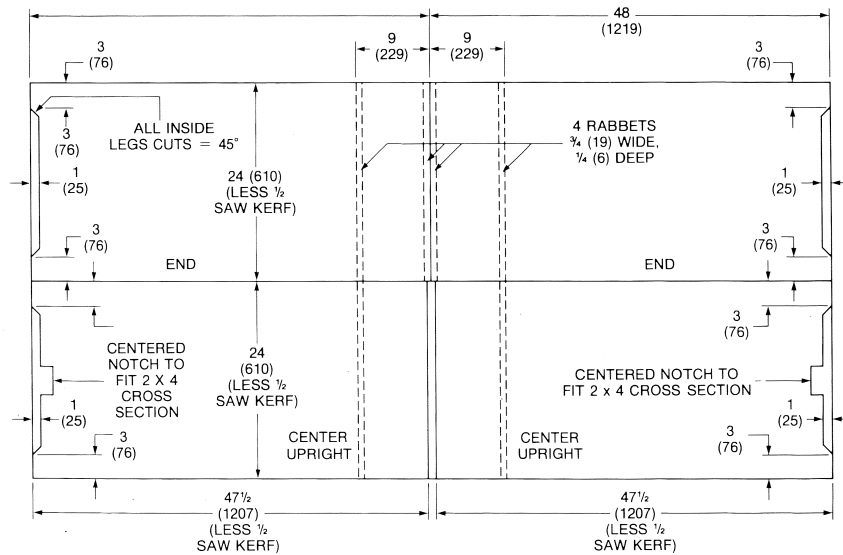 48
(1219)
9
(229)
9
(229)
3
(76)
3
(76)
ALL INSIDE
LEGS CUTS = 45°
3
(76)
4 RABBETS
¾ (19) WIDE,
¼ (6) DEEP
1
(25)
24 (610)
(LESS ½
SAW KERF)
1
(25)
3
(76)
3
(76)
END
END
3
(76)
CENTERED
NOTCH TO
FIT 2 X 4
CROSS
SECTION
24
(610)
(LESS ½
SAW KERF)
CENTERED NOTCH TO
FIT 2 x 4 CROSS SECTION
1
(25)
1
(25)
3
(76)
CENTER
UPRIGHT
CENTER
UPRIGHT
3
(76)
47½
(1207)
(LESS ½
SAW KERF)
47½
(1207)
(LESS ½
SAW KERF)